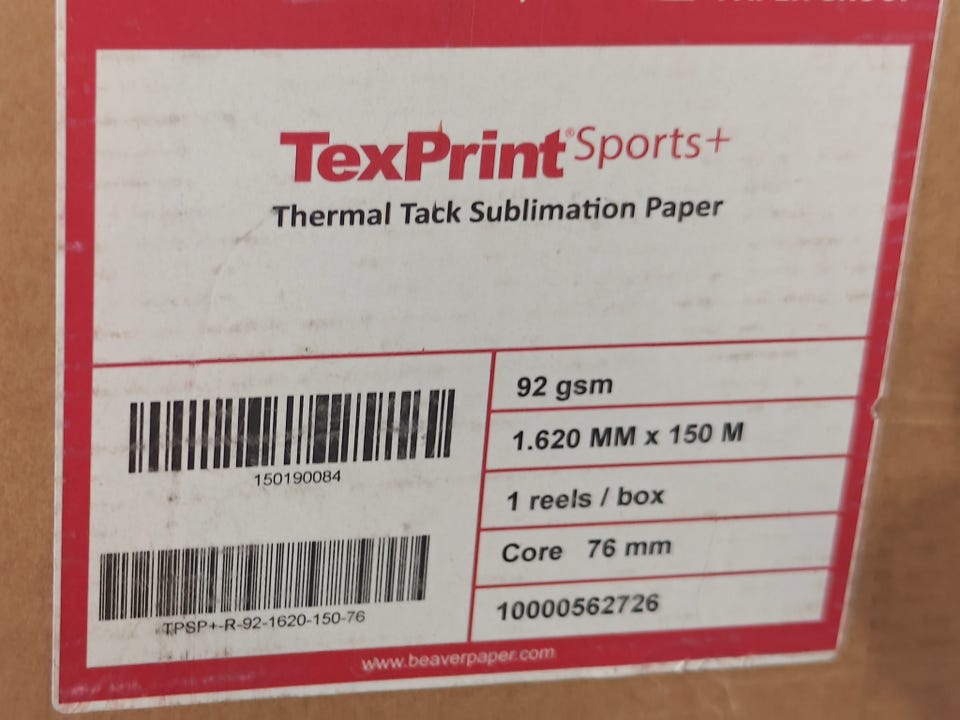 TexPrint®Sports+
Thermal Tack Sublimation Paper
150190084
TPSP+-R-92-1620-150-76
92 gsm
1.620 MM x 150 M
1 reels / box
Core 76 mm
10000562726
www.beaverpaper.com